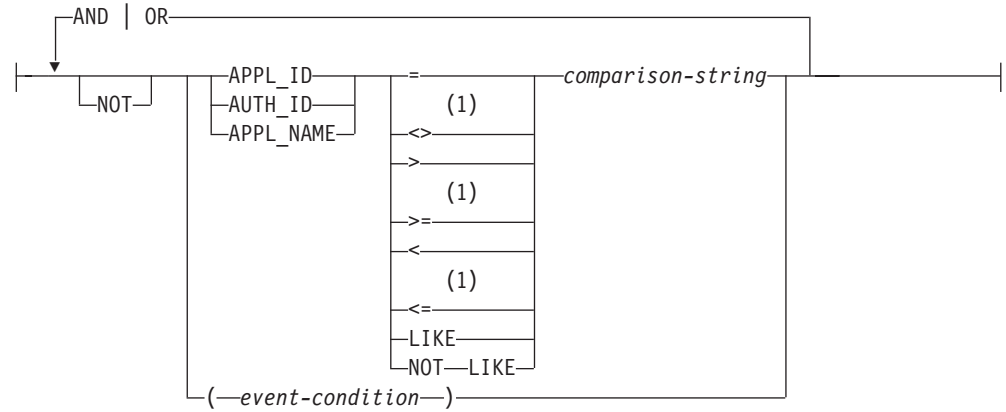 AND | OR
APPL_ID = comparison-string
NOT AUTH_ID (1)
APPL_NAME <>
>
(1)
>=
<
(1)
<=
LIKE
NOT LIKE
( event-condition )